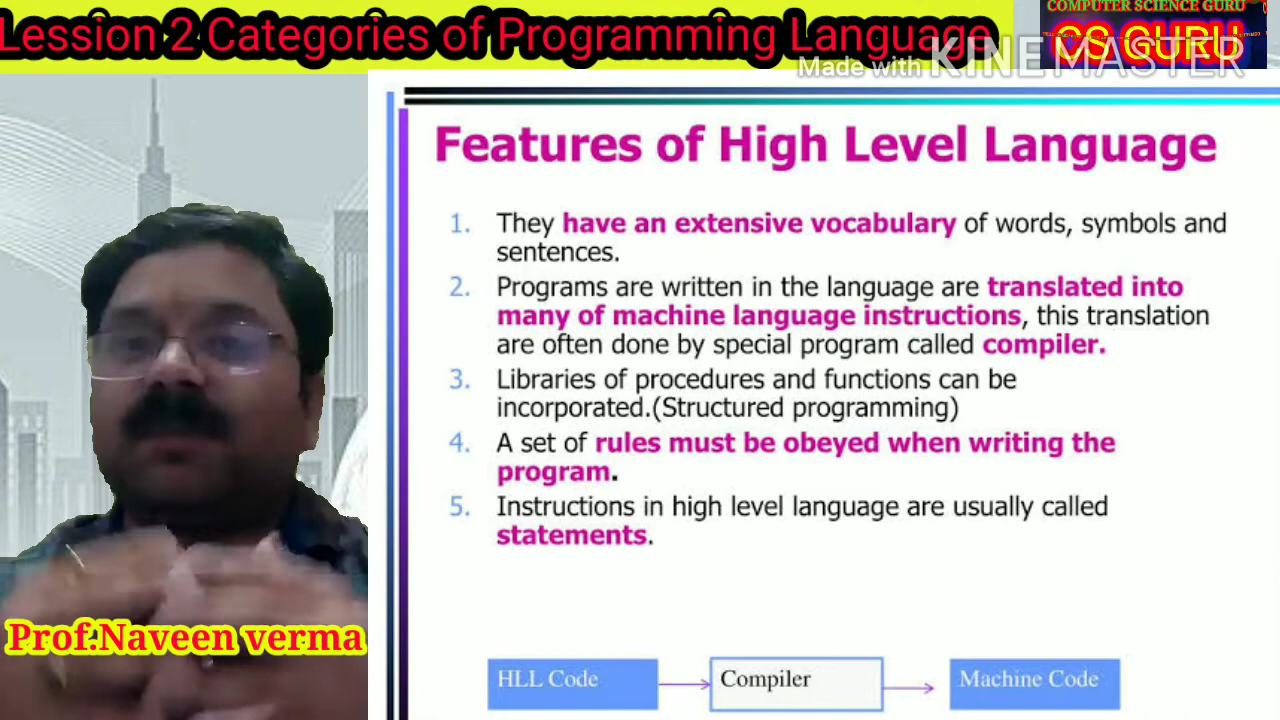 Lession 2 Categories of Programming Language
COMPUTER SCIENCE GURU
CS GURU
Made with KINEMASTER
Features of High Level Language
1. They have an extensive vocabulary of words, symbols and
sentences.
2. Programs are written in the language are translated into
many of machine language instructions, this translation
are often done by special program called compiler.
3. Libraries of procedures and functions can be
incorporated.(Structured programming)
4. A set of rules must be obeyed when writing the
program.
5. Instructions in high level language are usually called
statements.
Prof.Naveen verma
HLL Code
Compiler
Machine Code